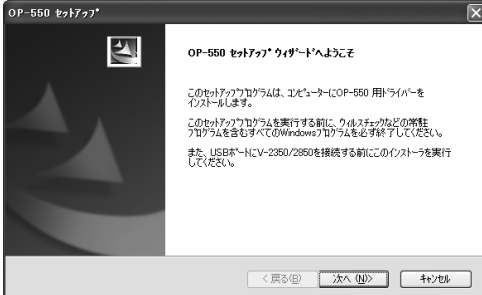 OP-550 ｾｯﾄｱｯﾌﾟ
OP-550 ｾｯﾄｱｯﾌﾟ ｳｨｻﾞｰﾄﾞへようこそ
このｾｯﾄｱｯﾌﾟﾌﾟﾛｸﾞﾗﾑは、ｺﾝﾋﾟｭｰﾀｰにOP-550 用ﾄﾞﾗｲﾊﾞｰを
ｲﾝｽﾄｰﾙします。
このｾｯﾄｱｯﾌﾟﾌﾟﾛｸﾞﾗﾑを実行する前に、ｳｨﾙｽﾁｪｯｸなどの常駐
ﾌﾟﾛｸﾞﾗﾑを含むすべてのWindowsﾌﾟﾛｸﾞﾗﾑを必ず終了してください。
また、USBﾎﾟｰﾄにV-2350/2850を接続する前にこのｲﾝｽﾄｰﾗを実行
してください。
< 戻る(B)
次へ (N)>
ｷｬﾝｾﾙ